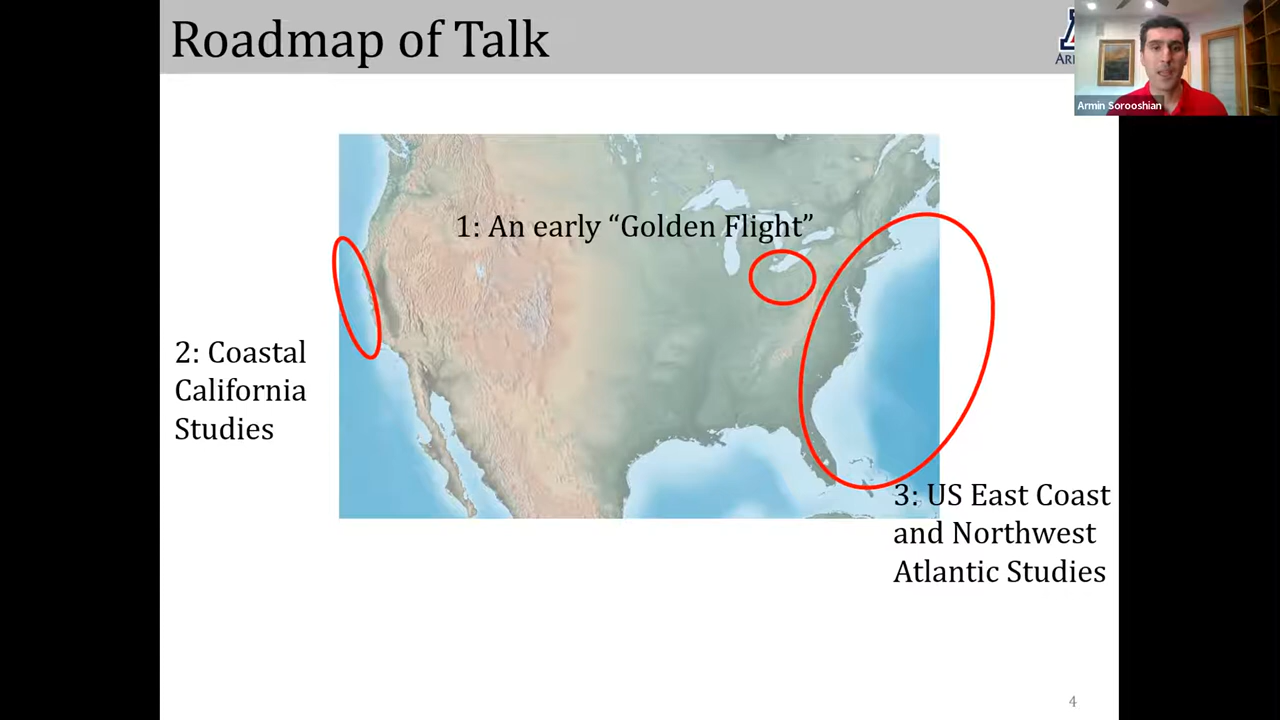 Roadmap of Talk
Armin Sorooshian
1: An early “Golden Flight”
2: Coastal
California
Studies
3: US East Coast
and Northwest
Atlantic Studies
4